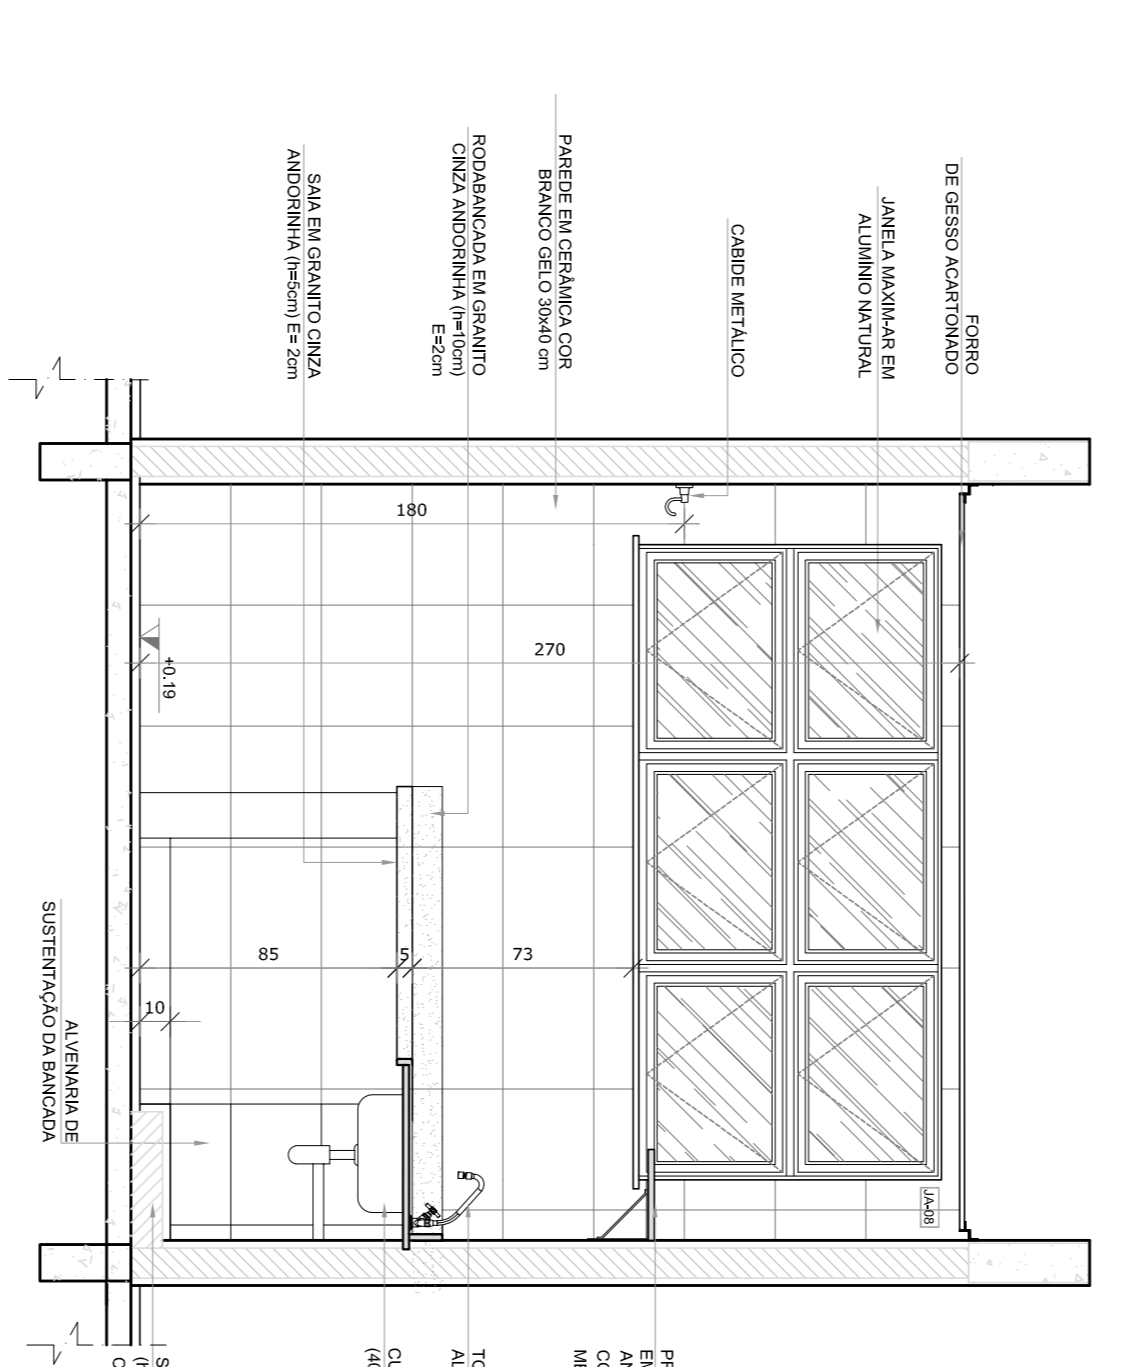 FORRO
DE GESSO ACARTONADO
JANELA MAXIM-AR EM
ALUMÍNIO NATURAL
CABIDE METÁLICO
PAREDE EM CERÂMICA COR
BRANCO GELO 30x40 cm
RODABANCADA EM GRANITO
CINZA ANDORINHA (h=10cm)
E=2cm
SAIA EM GRANITO CINZA
ANDORINHA (h=5cm) E= 2cm
180
270
+0.19
85
5
73
10
ALVENARIA DE
SUSTENTAÇÃO DA BANCADA
JA-08